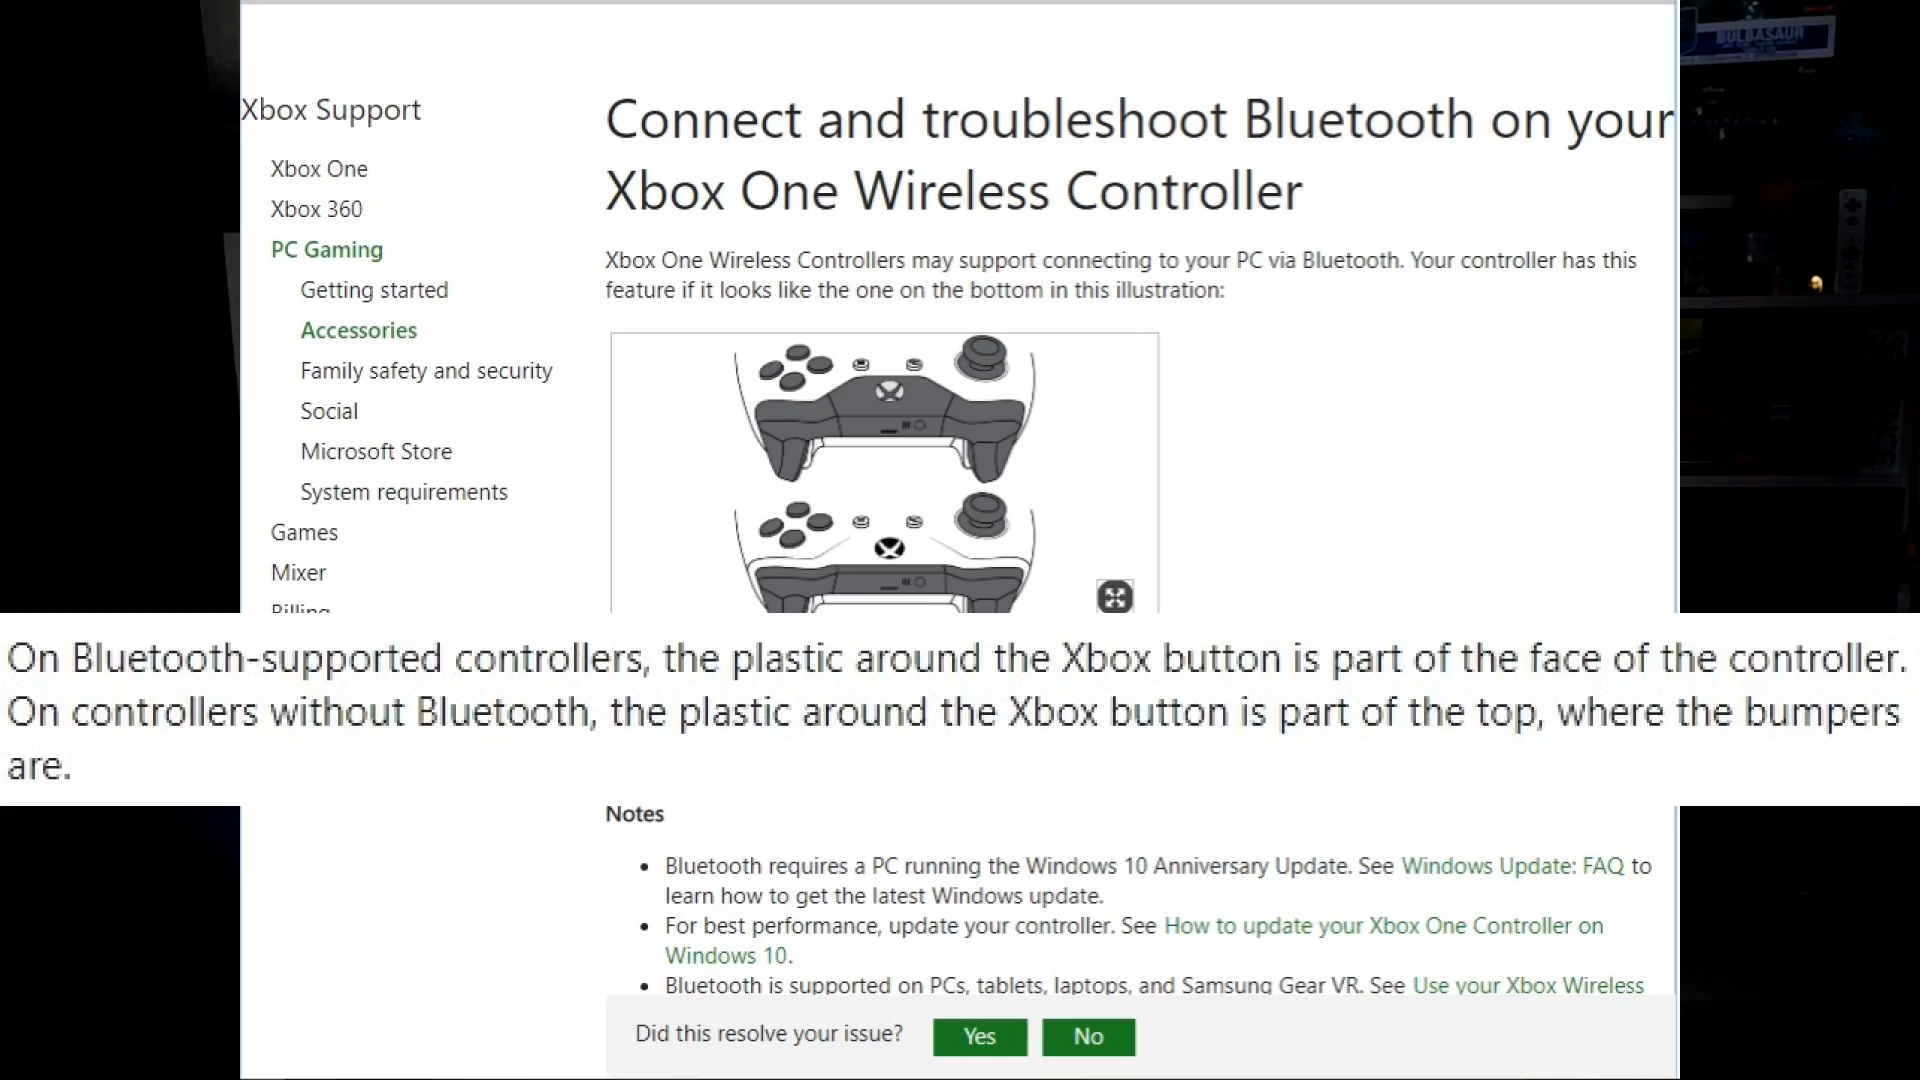 BULBASAUR
Xbox Support
Xbox One
Xbox 360
PC Gaming
Getting started
Accessories
Family safety and security
Social
Microsoft Store
System requirements
Games
Mixer
Billing
Connect and troubleshoot Bluetooth on your
Xbox One Wireless Controller
Xbox One Wireless Controllers may support connecting to your PC via Bluetooth. Your controller has this
feature if it looks like the one on the bottom in this illustration:
On Bluetooth-supported controllers, the plastic around the Xbox button is part of the face of the controller.
On controllers without Bluetooth, the plastic around the Xbox button is part of the top, where the bumpers
are.
Notes
• Bluetooth requires a PC running the Windows 10 Anniversary Update. See Windows Update: FAQ to
learn how to get the latest Windows update.
• For best performance, update your controller. See How to update your Xbox One Controller on
Windows 10.
• Bluetooth is supported on PCs, tablets, laptops, and Samsung Gear VR. See Use your Xbox Wireless
Did this resolve your issue?
Yes
No